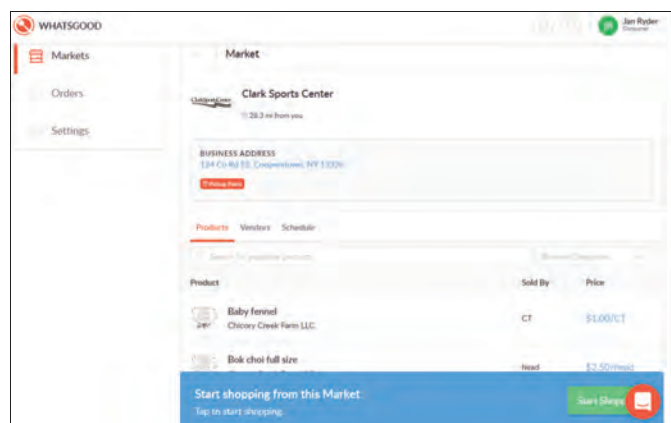 WHATSGOOD
Jan Ryder
Consumer
Markets
Orders
Settings
Market
Clark Sports Center
28.3 mi from you
BUSINESS ADDRESS
124 Co Rd 52, Cooperstown, NY 13326
Products Vendors Schedule
Product Sold By Price
Baby fennel
Chicory Creek Farm LLC.
CT $1.00/CT
Bok choi full size
head $2.50/head
Start shopping from this Market
Tap to start shopping.
Start